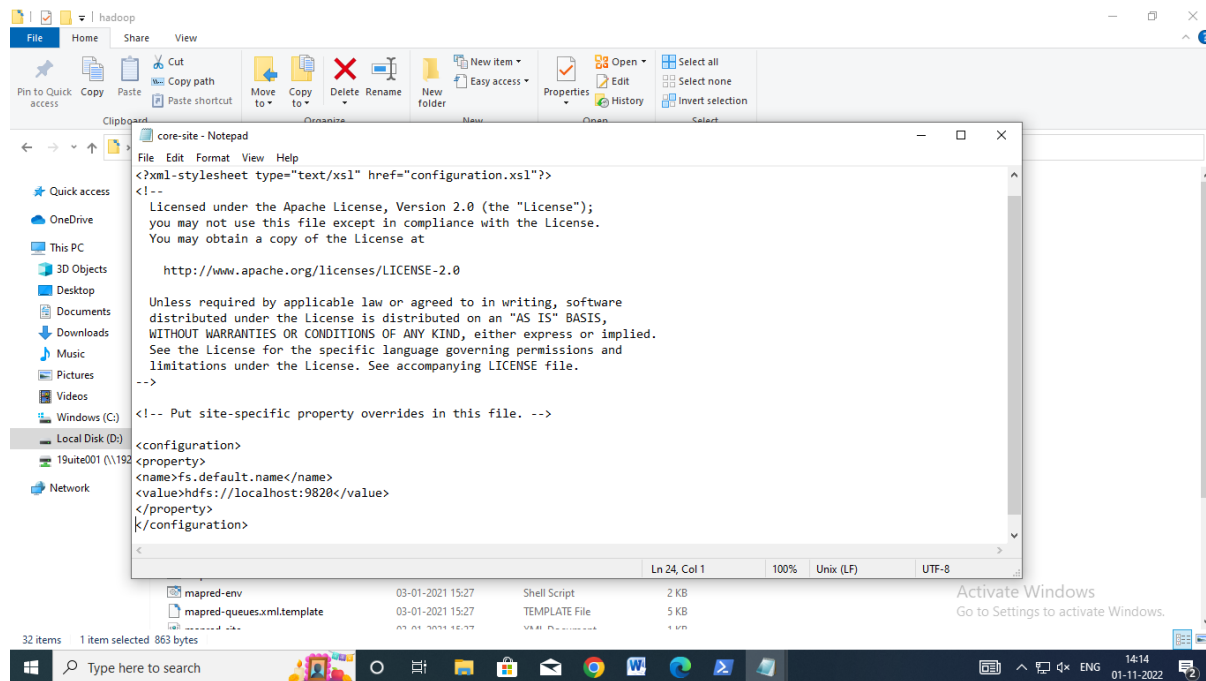 hadoop
File Home Share View
Pin to Quick access
Copy
Paste
Cut
Copy path
Paste shortcut
Move to
Copy to
Delete
Rename
New folder
New item
Easy access
Properties
Open
Edit
History
Select all
Select none
Invert selection
Clipboard Organize New Open Select
core-site - Notepad
File Edit Format View Help
<?xml-stylesheet type="text/xsl" href="configuration.xsl"?>
<!--
Licensed under the Apache License, Version 2.0 (the "License");
you may not use this file except in compliance with the License.
You may obtain a copy of the License at
http://www.apache.org/licenses/LICENSE-2.0
Unless required by applicable law or agreed to in writing, software
distributed under the License is distributed on an "AS IS" BASIS,
WITHOUT WARRANTIES OR CONDITIONS OF ANY KIND, either express or implied.
See the License for the specific language governing permissions and
limitations under the License. See accompanying LICENSE file.
-->
<!-- Put site-specific property overrides in this file. -->
<configuration>
<property>
<name>fs.default.name</name>
<value>hdfs://localhost:9820</value>
</property>
</configuration>
Ln 24, Col 1 100% Unix (LF) UTF-8
Quick access
OneDrive
This PC
3D Objects
Desktop
Documents
Downloads
Music
Pictures
Videos
Windows (C:)
Local Disk (D:)
19uite001 (\\192
Network
mapred-env 03-01-2021 15:27 Shell Script 2 KB
mapred-queues.xml.template 03-01-2021 15:27 TEMPLATE File 5 KB
Activate Windows
Go to Settings to activate Windows.
32 items 1 item selected 863 bytes
Type here to search
ENG
14:14
01-11-2022
2